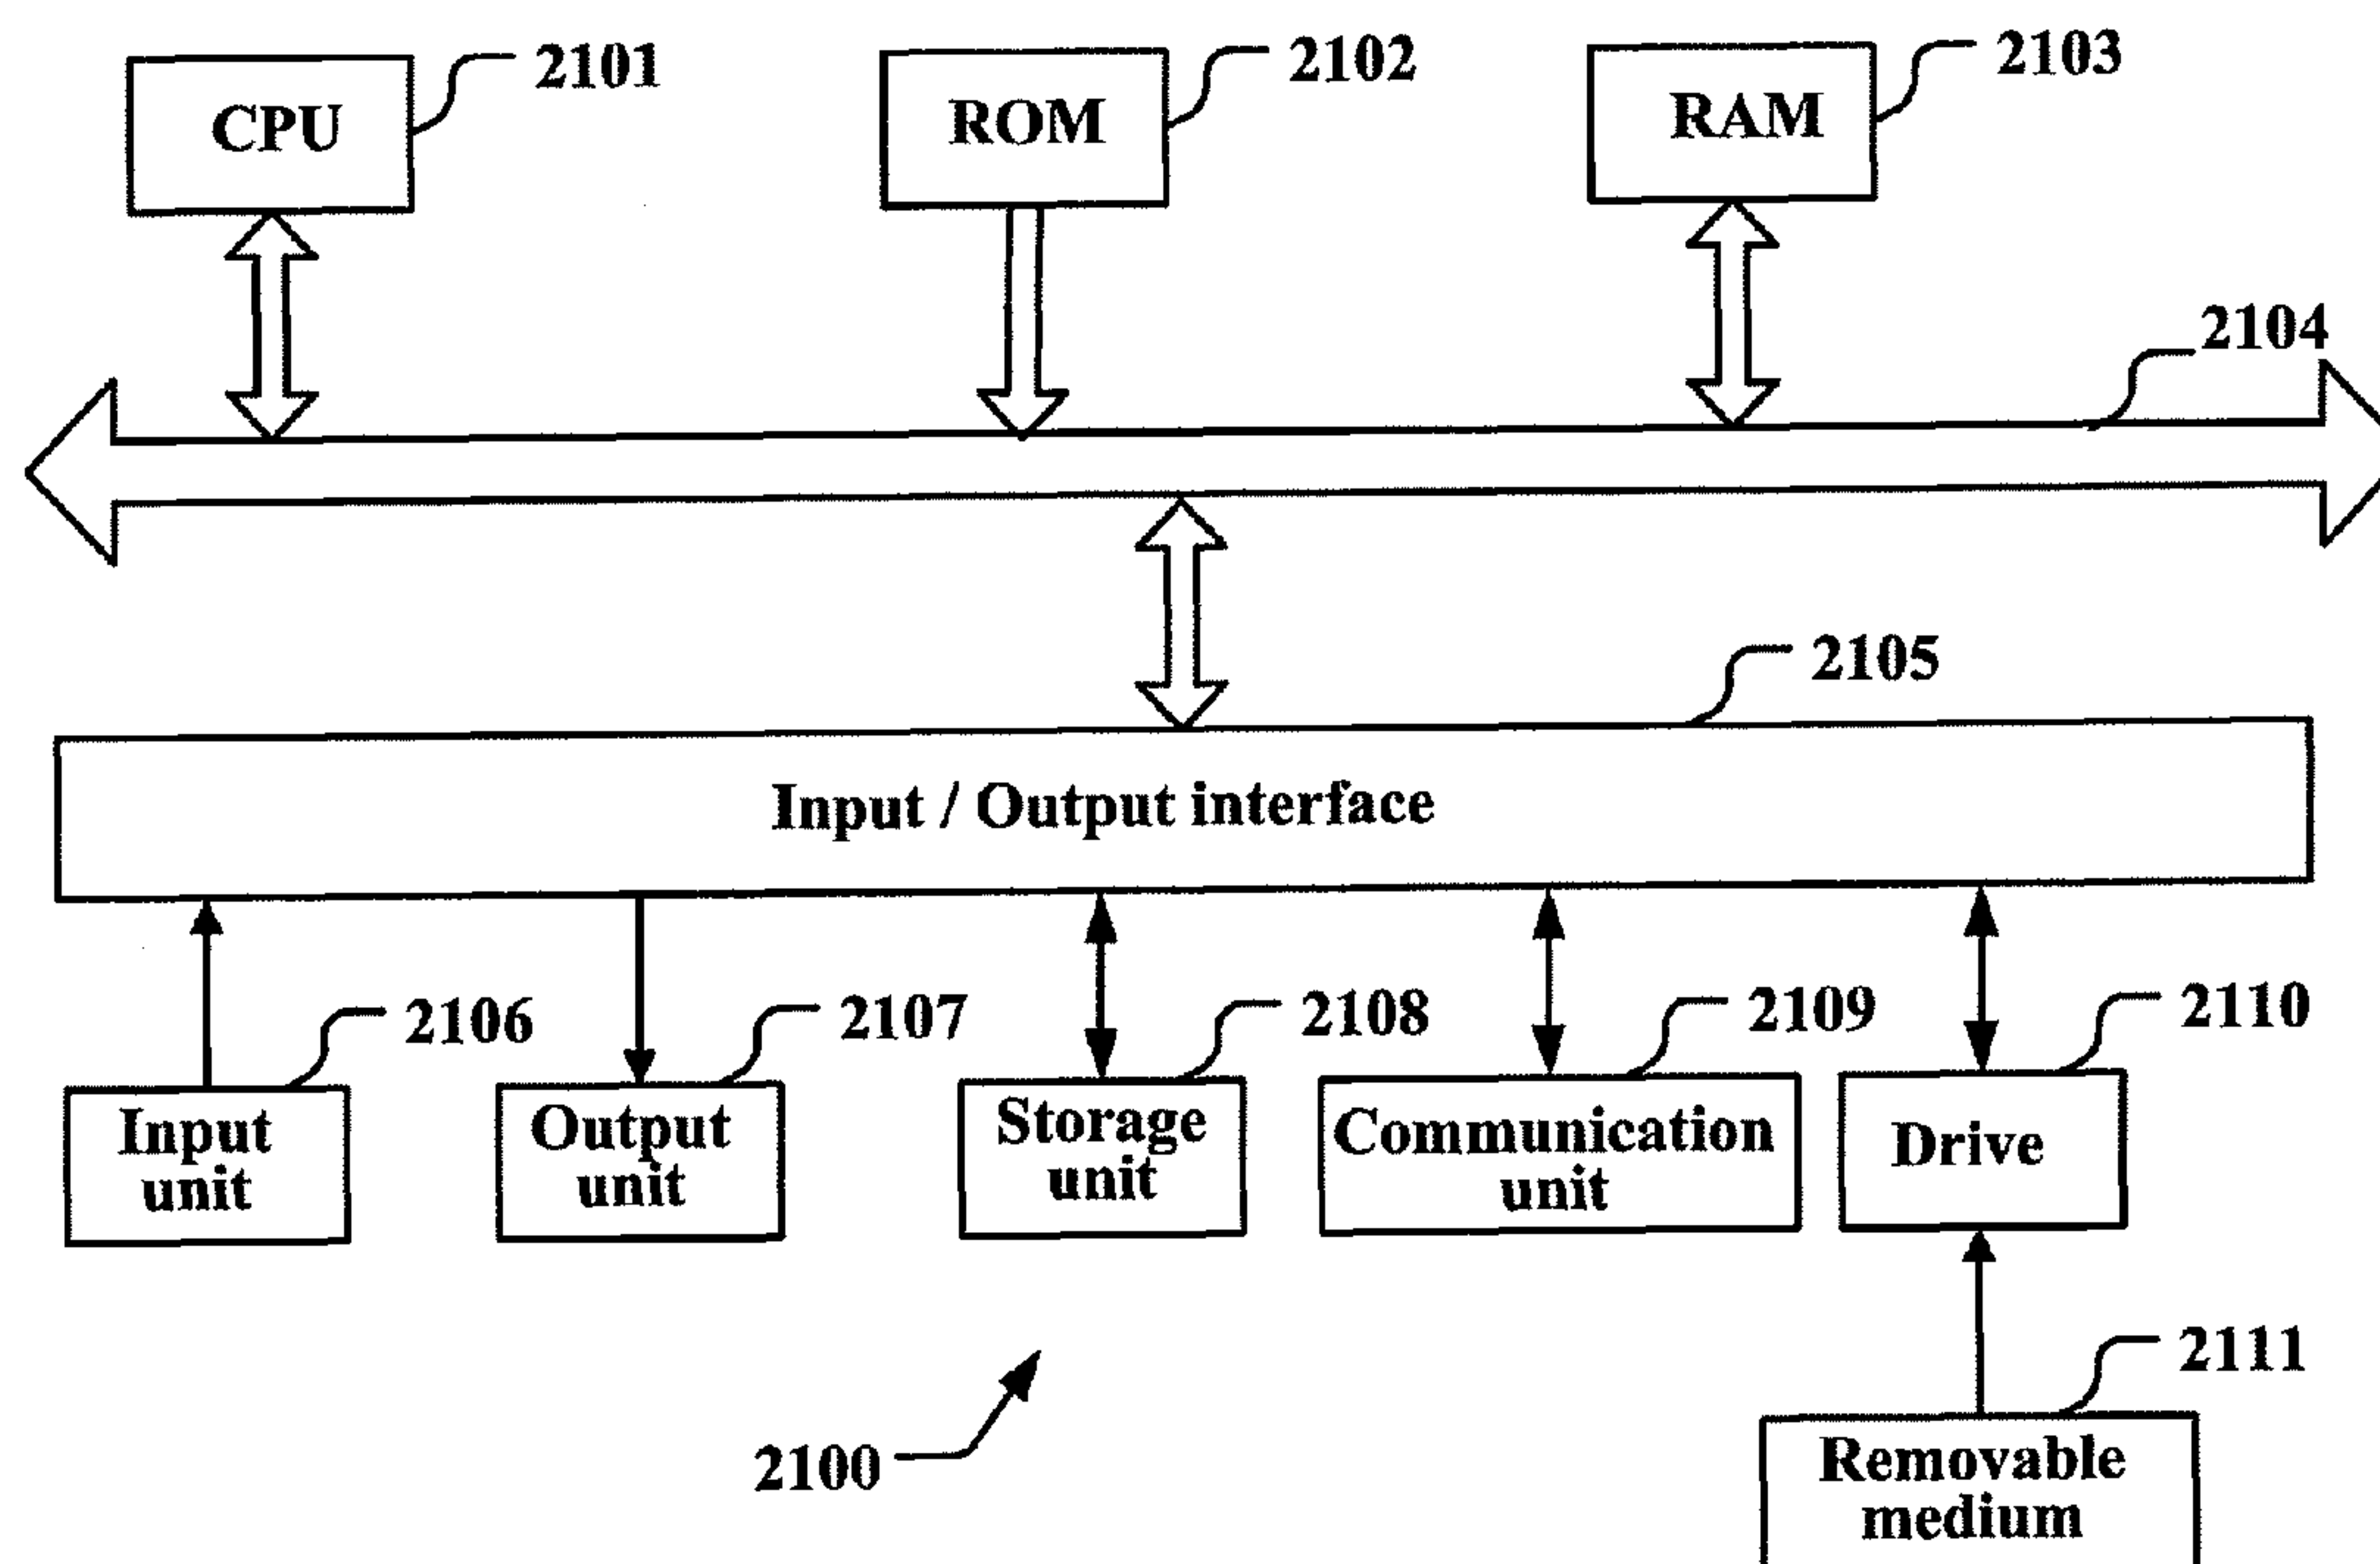 CPU
2101
ROM
2102
RAM
2103
2104
2105
Input / Output interface
2106
2107
2108
2109
2110
Input
unit
Output
unit
Storage
unit
Communication
unit
Drive
2111
2100
Removable
medium